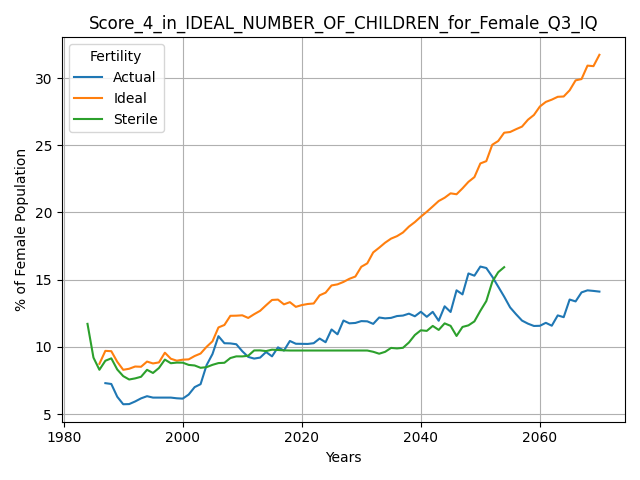 Score_4_in_IDEAL_NUMBER_OF_CHILDREN_for_Female_Q3_IQ
Fertility
Actual
Ideal
Sterile
% of Female Population
30
25
20
15
10
5
1980 2000 2020 2040 2060
Years